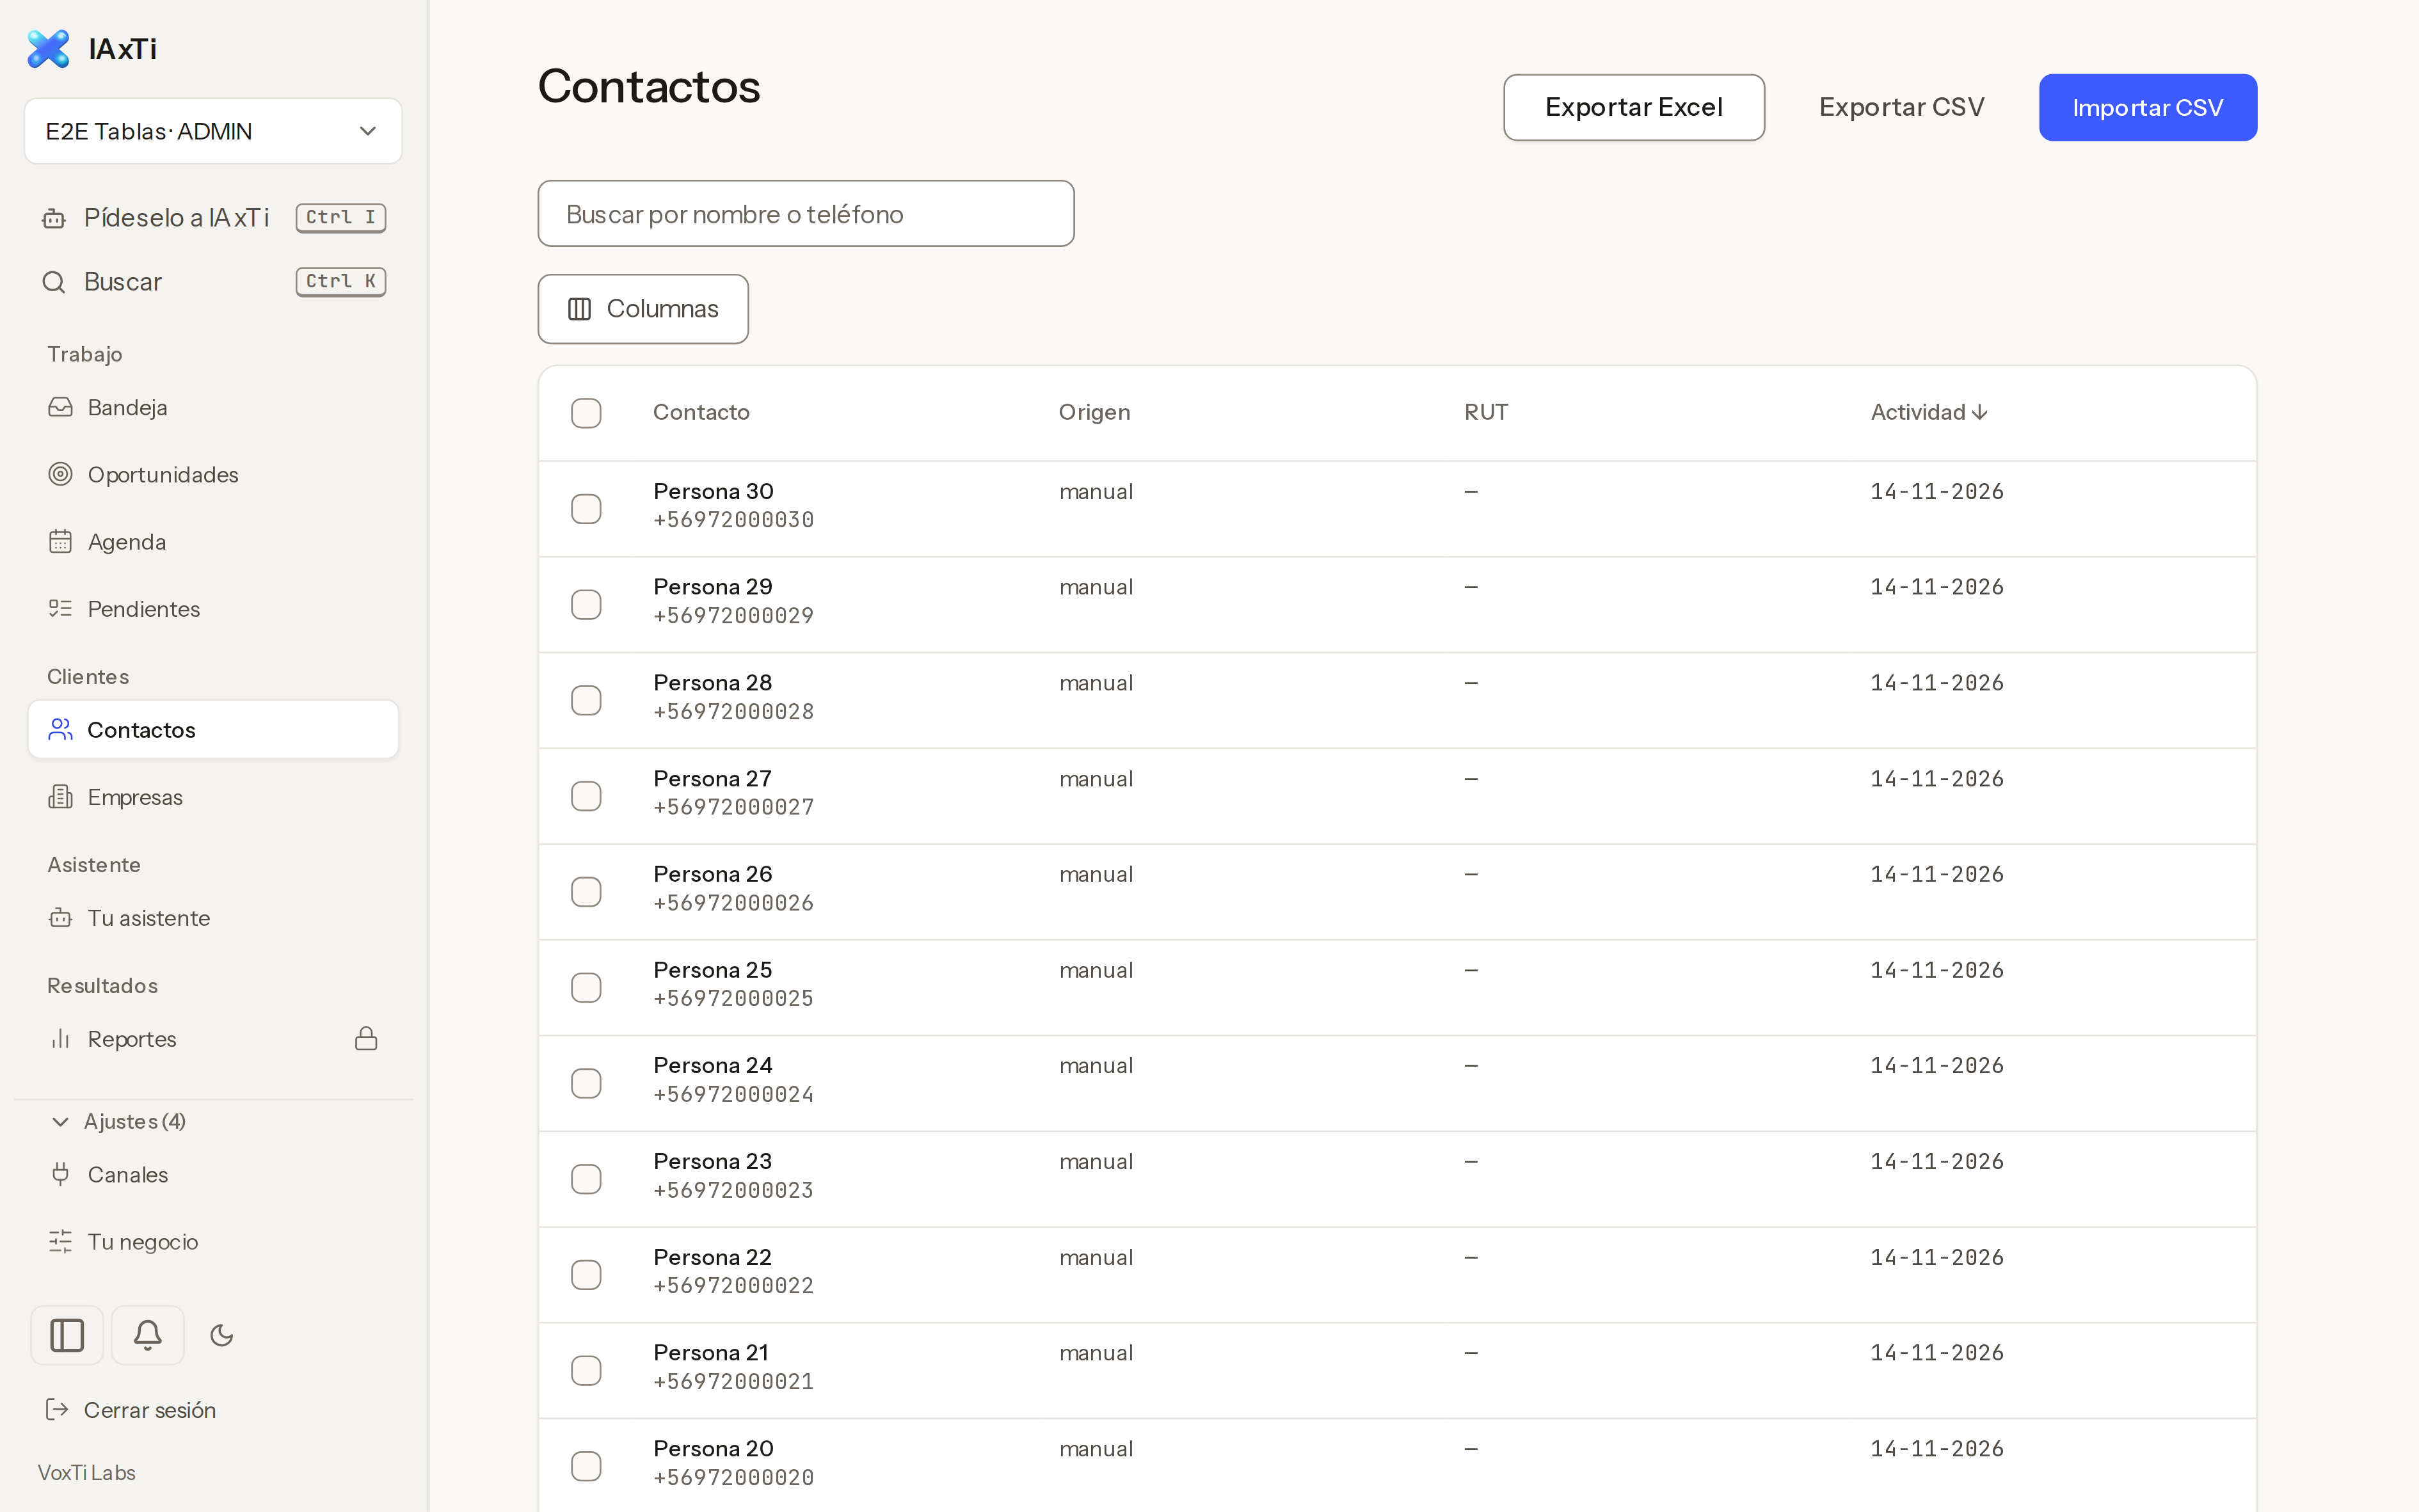 IAxTi
E2E Tablas · ADMIN
Pídeselo a IAxTi
Ctrl I
Buscar
Ctrl K
Trabajo
Bandeja
Oportunidades
Agenda
Pendientes
Clientes
Contactos
Empresas
Asistente
Tu asistente
Resultados
Reportes
Ajustes (4)
Canales
Tu negocio
Cerrar sesión
VoxTi Labs
Contactos
Exportar Excel
Exportar CSV
Importar CSV
Buscar por nombre o teléfono
Columnas
Contacto Origen RUT Actividad ↓
Persona 30 manual — 14-11-2026
+56972000030
Persona 29 manual — 14-11-2026
+56972000029
Persona 28 manual — 14-11-2026
+56972000028
Persona 27 manual — 14-11-2026
+56972000027
Persona 26 manual — 14-11-2026
+56972000026
Persona 25 manual — 14-11-2026
+56972000025
Persona 24 manual — 14-11-2026
+56972000024
Persona 23 manual — 14-11-2026
+56972000023
Persona 22 manual — 14-11-2026
+56972000022
Persona 21 manual — 14-11-2026
+56972000021
Persona 20 manual — 14-11-2026
+56972000020